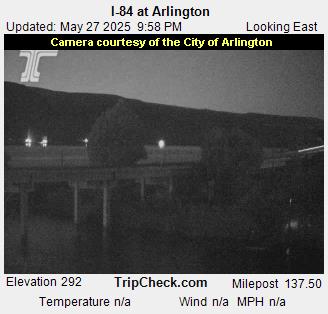 I-84 at Arlington
Updated: May 27 2025 9:58 PM Looking East
Camera courtesy of the City of Arlington
Elevation 292 TripCheck.com Milepost 137.50
Temperature n/a Wind n/a MPH n/a